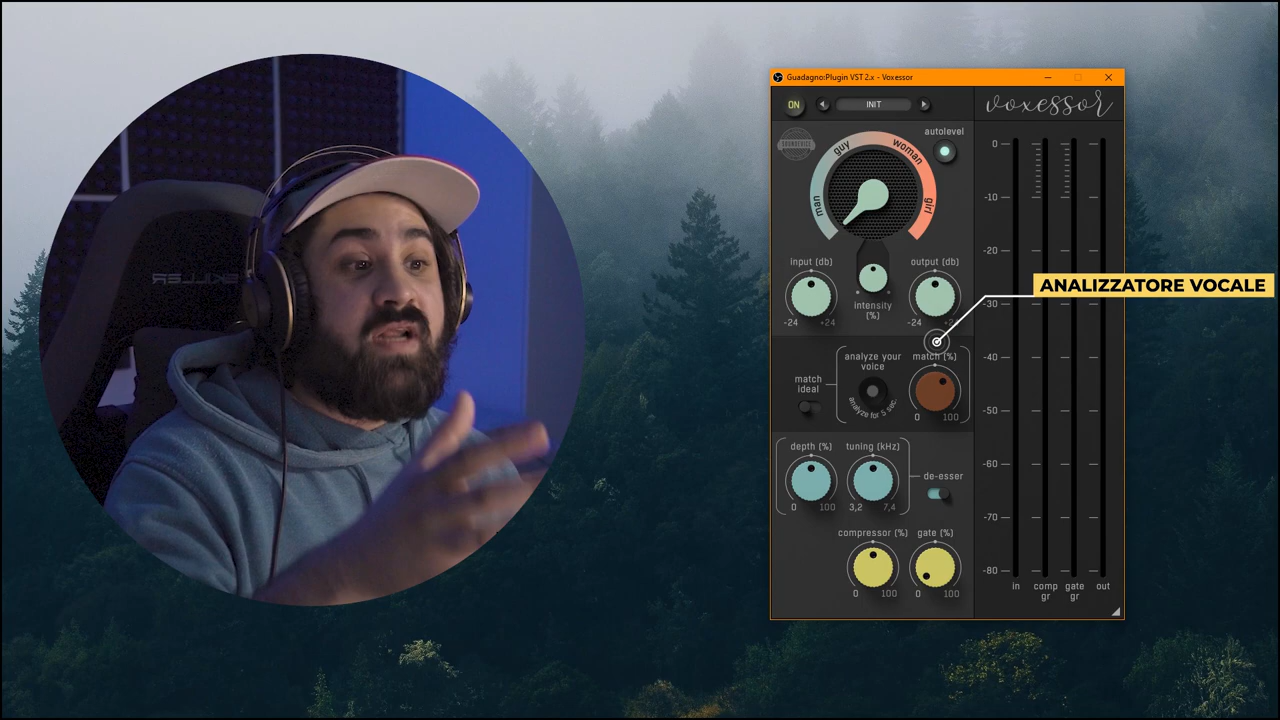 Guadagno:Plugin VST 2.x - Voxessor
ON
INIT
voxessor
SOUNDEVICE
autolevel
man
guy
woman
girl
input (db)
output (db)
-24
+24
-24
+24
intensity
(%)
ANALIZZATORE VOCALE
analyze your
voice
match (%)
match
ideal
analyze for 5 sec.
0
100
depth (%)
tuning (kHz)
de-esser
0
100
3,2
7,4
compressor (%)
gate (%)
0
100
0
100
0
-10
-20
-30
-40
-50
-60
-70
-80
in
comp
gr
gate
gr
out
SKILLER